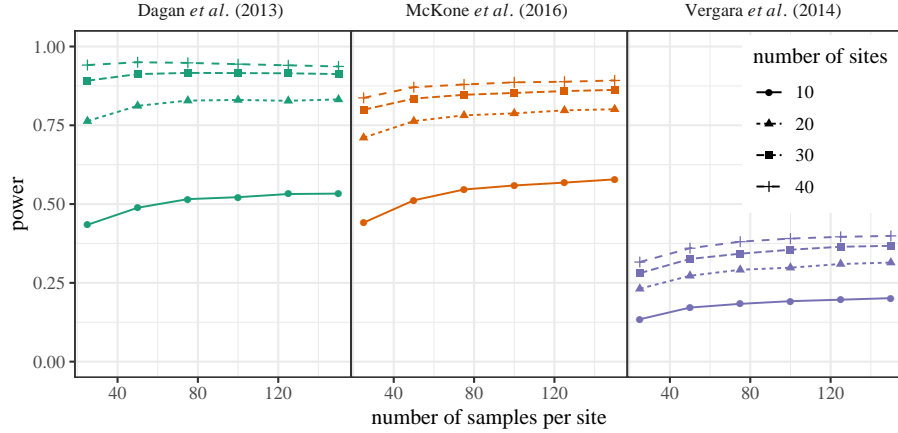 Dagan et al. (2013) McKone et al. (2016) Vergara et al. (2014)
1.00
0.75
0.50
0.25
0.00
power
number of sites
10
20
30
40
40 80 120 40 80 120 40 80 120
number of samples per site